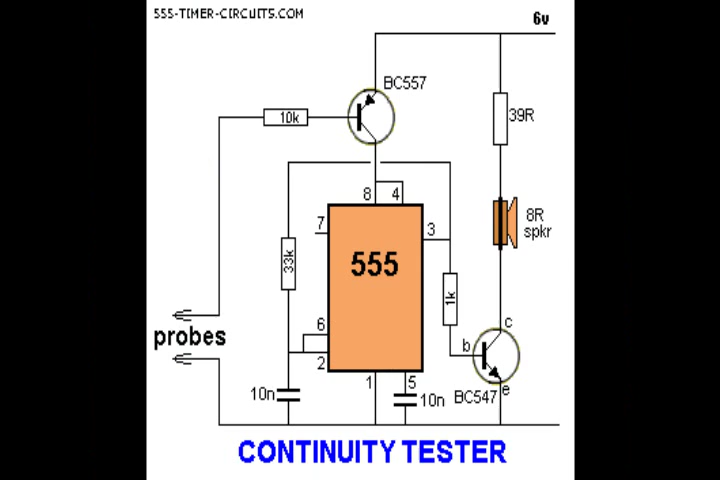 555-TIMER-CIRCUITS.COM
6v
BC557
10k
39R
8 4
7
3
8R
spkr
33k
555
1k
probes
6
2
c
b
1 5
10n
10n
BC547
e
CONTINUITY TESTER